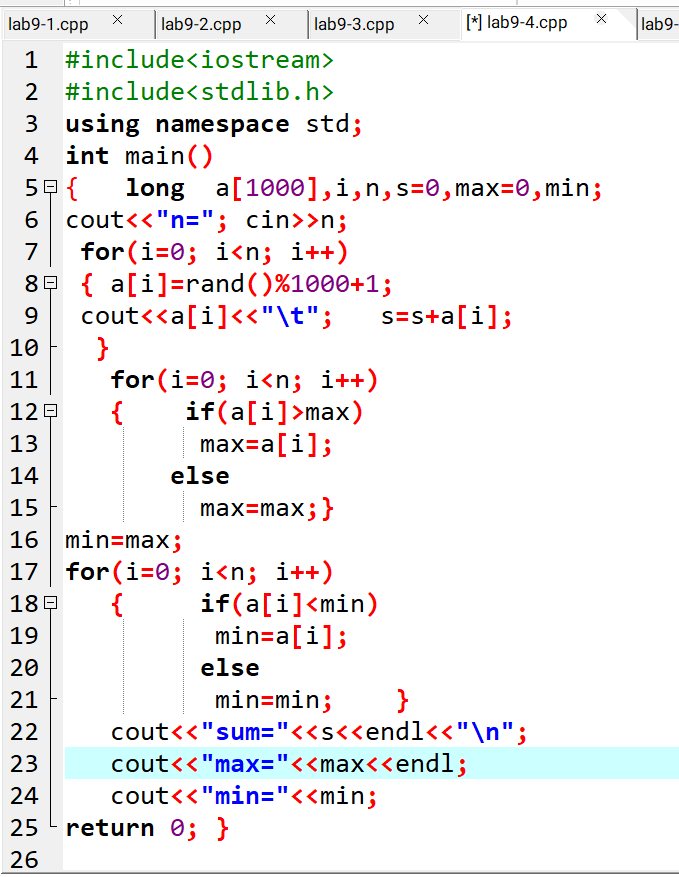 lab9-1.cpp × lab9-2.cpp × lab9-3.cpp × [*] lab9-4.cpp × lab9-
1 #include<iostream>
2 #include<stdlib.h>
3 using namespace std;
4 int main()
5 {   long  a[1000],i,n,s=0,max=0,min;
6 cout<<"n="; cin>>n;
7  for(i=0; i<n; i++)
8  { a[i]=rand()%1000+1;
9  cout<<a[i]<<"\t";   s=s+a[i];
10   }
11    for(i=0; i<n; i++)
12    {    if(a[i]>max)
13          max=a[i];
14        else
15          max=max;}
16 min=max;
17 for(i=0; i<n; i++)
18    {     if(a[i]<min)
19           min=a[i];
20          else
21           min=min;    }
22    cout<<"sum="<<s<<endl<<"\n";
23    cout<<"max="<<max<<endl;
24    cout<<"min="<<min;
25 return 0; }
26